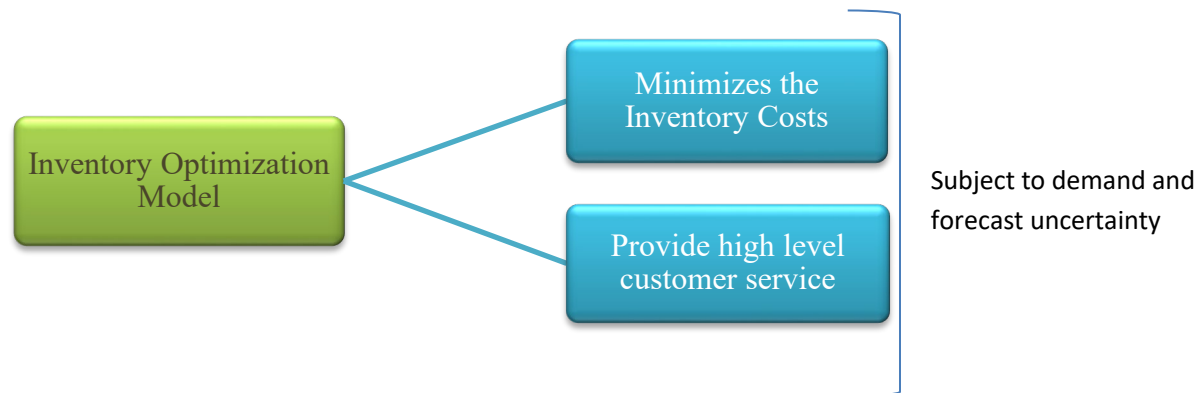 Inventory Optimization
Model
Minimizes the
Inventory Costs
Provide high level
customer service
Subject to demand and
forecast uncertainty